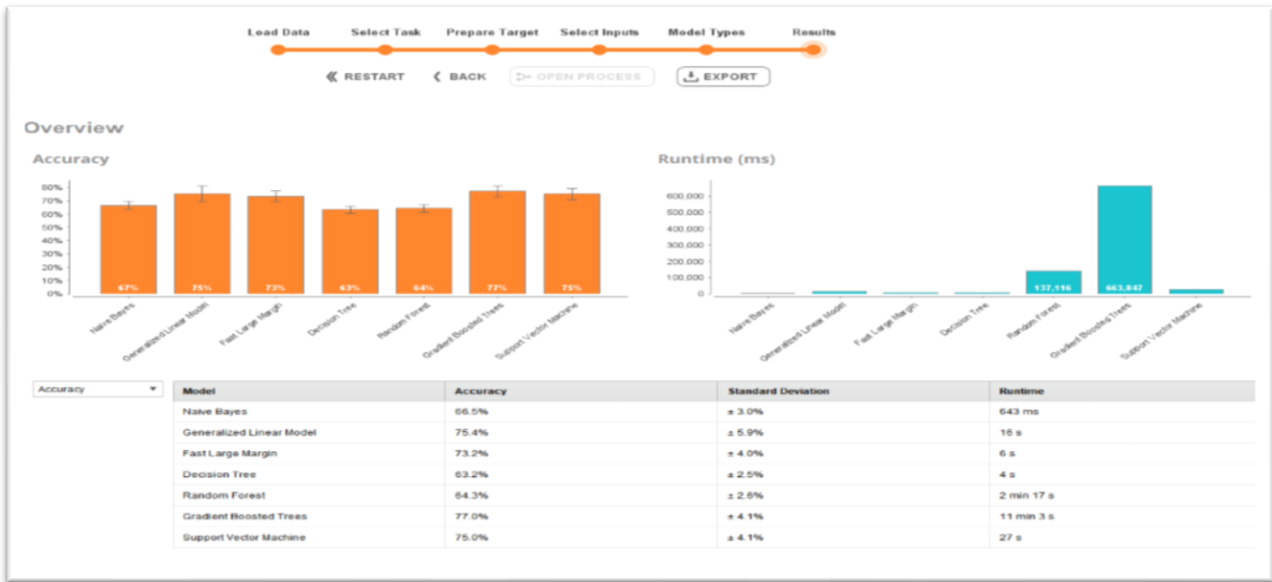 Load Data Select Task Prepare Target Select Inputs Model Types Results
RESTART BACK OPEN PROCESS EXPORT
Overview
Accuracy
80%
70%
60%
50%
40%
30%
20%
10%
0%
67% 75% 73% 63% 64% 77% 75%
Naive Bayes Generalized Linear Model Fast Large Margin Decision Tree Random Forest Gradient Boosted Trees Support Vector Machine
Runtime (ms)
600,000
500,000
400,000
300,000
200,000
100,000
0
137,116 663,847
Naive Bayes Generalized Linear Model Fast Large Margin Decision Tree Random Forest Gradient Boosted Trees Support Vector Machine
Accuracy
Model Accuracy Standard Deviation Runtime
Naive Bayes 66.5% ± 3.0% 643 ms
Generalized Linear Model 75.4% ± 5.9% 16 s
Fast Large Margin 73.2% ± 4.0% 6 s
Decision Tree 63.2% ± 2.5% 4 s
Random Forest 64.3% ± 2.6% 2 min 17 s
Gradient Boosted Trees 77.0% ± 4.1% 11 min 3 s
Support Vector Machine 75.0% ± 4.1% 27 s